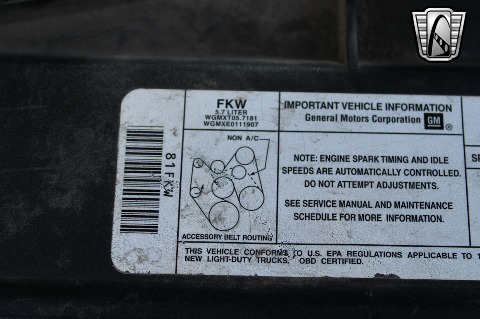 81FKW
FKW
5.7 LITER
WGMXT05.7181
WGMXE0111907
NON A/C
ACCESSORY BELT ROUTING
IMPORTANT VEHICLE INFORMATION
General Motors Corporation GM
NOTE: ENGINE SPARK TIMING AND IDLE
SPEEDS ARE AUTOMATICALLY CONTROLLED.
DO NOT ATTEMPT ADJUSTMENTS.
SEE SERVICE MANUAL AND MAINTENANCE
SCHEDULE FOR MORE INFORMATION.
THIS VEHICLE CONFORMS TO U.S. EPA REGULATIONS APPLICABLE TO 1
NEW LIGHT-DUTY TRUCKS. OBD CERTIFIED.